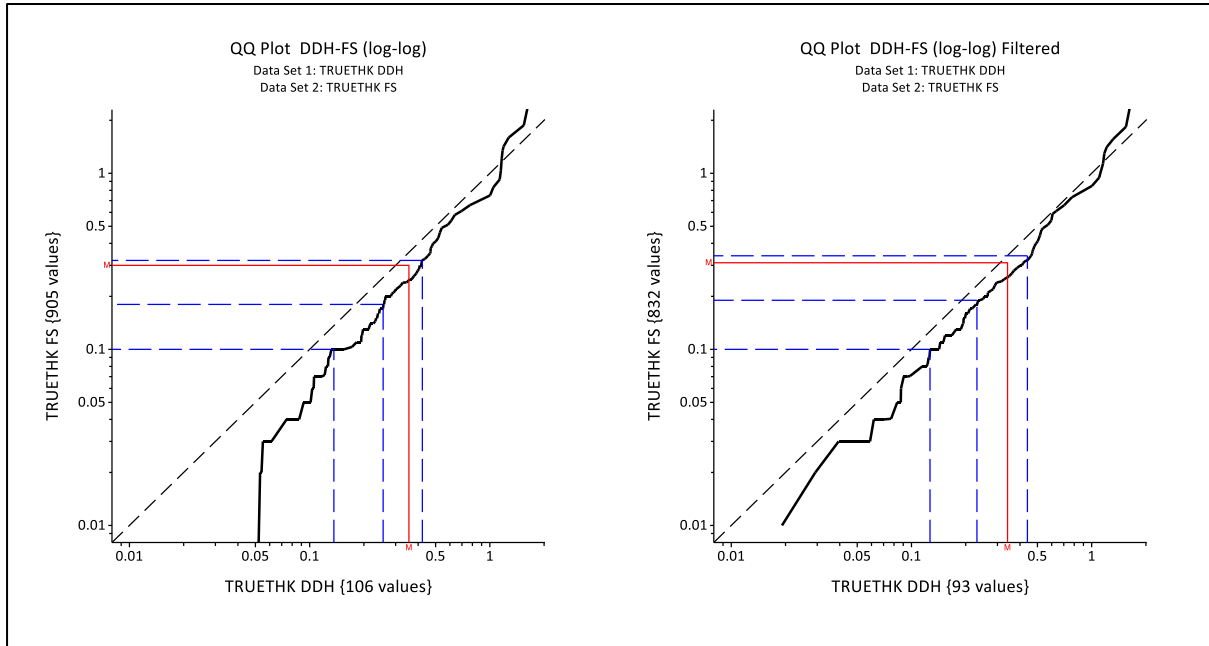 QQ Plot DDH-FS (log-log)
Data Set 1: TRUETHK DDH
Data Set 2: TRUETHK FS
TRUETHK FS {905 values}
1
0.5
M
0.1
0.05
0.01
0.01
0.05
0.1
M
0.5
1
TRUETHK DDH {106 values}
QQ Plot DDH-FS (log-log) Filtered
Data Set 1: TRUETHK DDH
Data Set 2: TRUETHK FS
TRUETHK FS {832 values}
1
0.5
M
0.1
0.05
0.01
0.01
0.05
0.1
M
0.5
1
TRUETHK DDH {93 values}